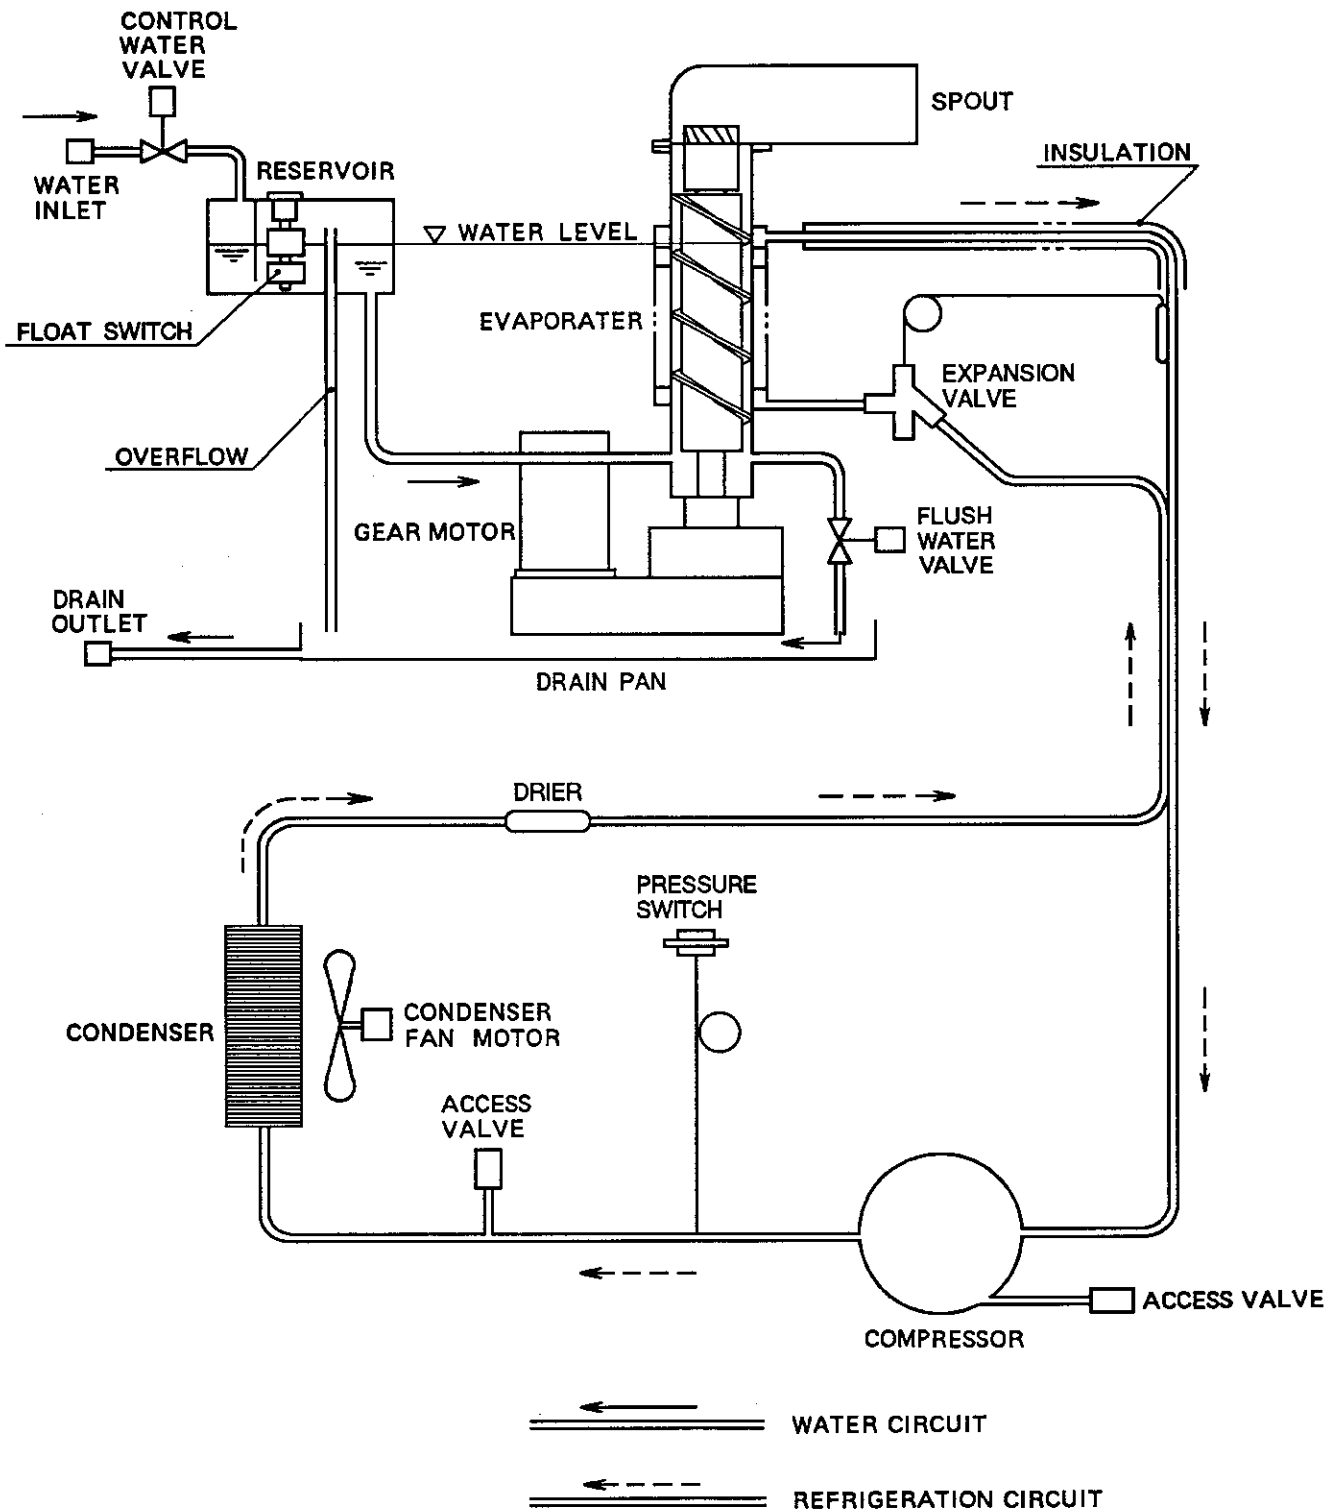 CONTROL
WATER
VALVE
SPOUT
INSULATION
RESERVOIR
WATER
INLET
WATER LEVEL
FLOAT SWITCH
EVAPORATER
EXPANSION
VALVE
OVERFLOW
GEAR MOTOR
FLUSH
WATER
VALVE
DRAIN
OUTLET
DRAIN PAN
DRIER
PRESSURE
SWITCH
CONDENSER
CONDENSER
FAN MOTOR
ACCESS
VALVE
ACCESS VALVE
COMPRESSOR
WATER CIRCUIT
REFRIGERATION CIRCUIT